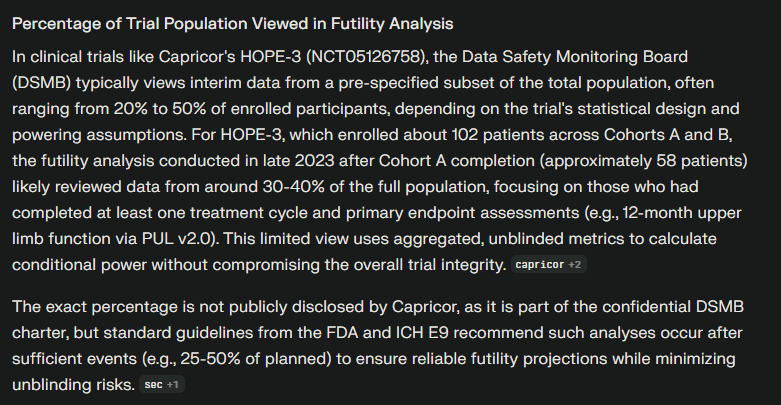 Percentage of Trial Population Viewed in Futility Analysis
In clinical trials like Capricor's HOPE-3 (NCT05126758), the Data Safety Monitoring Board
(DSMB) typically views interim data from a pre-specified subset of the total population, often
ranging from 20% to 50% of enrolled participants, depending on the trial's statistical design and
powering assumptions. For HOPE-3, which enrolled about 102 patients across Cohorts A and B,
the futility analysis conducted in late 2023 after Cohort A completion (approximately 58 patients)
likely reviewed data from around 30-40% of the full population, focusing on those who had
completed at least one treatment cycle and primary endpoint assessments (e.g., 12-month upper
limb function via PUL v2.0). This limited view uses aggregated, unblinded metrics to calculate
conditional power without compromising the overall trial integrity. capricor +2
The exact percentage is not publicly disclosed by Capricor, as it is part of the confidential DSMB
charter, but standard guidelines from the FDA and ICH E9 recommend such analyses occur after
sufficient events (e.g., 25-50% of planned) to ensure reliable futility projections while minimizing
unblinding risks. sec +1